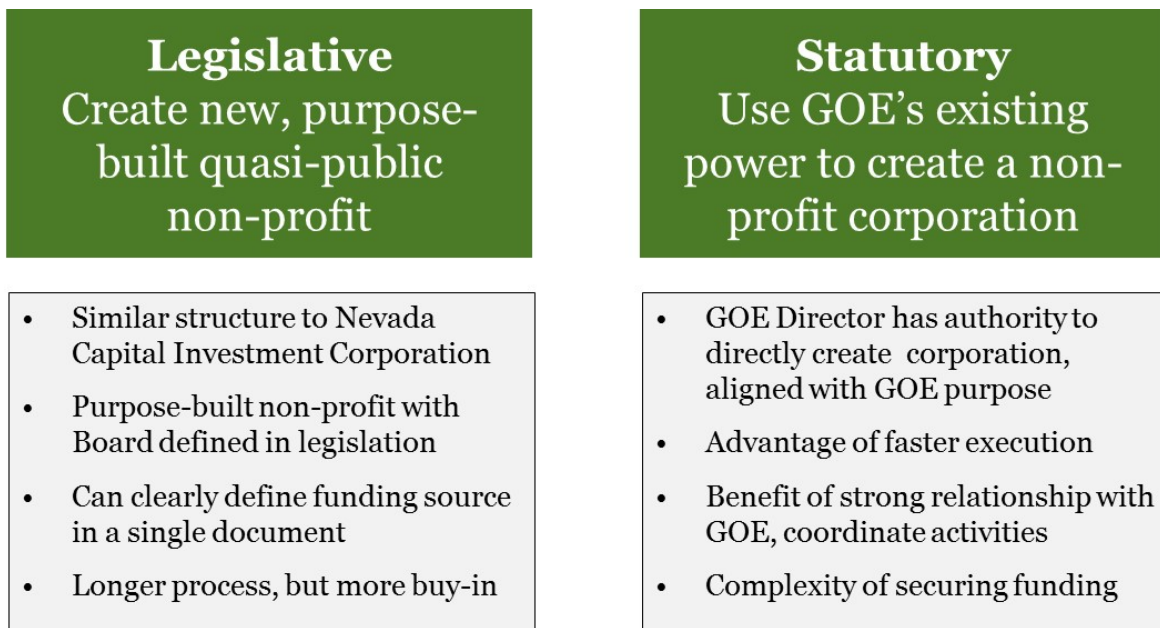 Legislative
Create new, purpose-
built quasi-public
non-profit
• Similar structure to Nevada
Capital Investment Corporation
• Purpose-built non-profit with
Board defined in legislation
• Can clearly define funding source
in a single document
• Longer process, but more buy-in
Statutory
Use GOE’s existing
power to create a non-
profit corporation
• GOE Director has authority to
directly create corporation,
aligned with GOE purpose
• Advantage of faster execution
• Benefit of strong relationship with
GOE, coordinate activities
• Complexity of securing funding